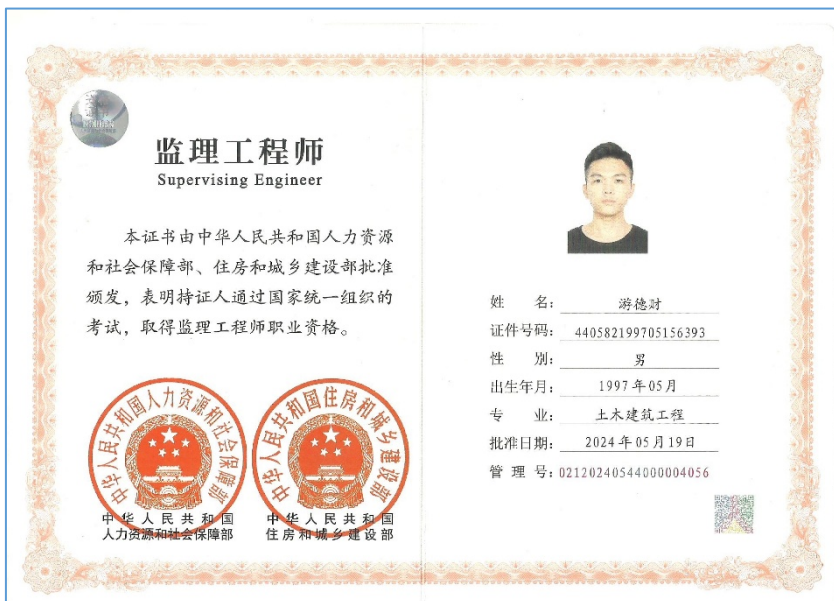 监理工程师
Supervising Engineer
本证书由中华人民共和国人力资源
和社会保障部、住房和城乡建设部批准
颁发,表明持证人通过国家统一组织的
考试,取得监理工程师职业资格。
中华人民共和国人力资源和社会保障部
中华人民共和国住房和城乡建设部
中华人民共和国
人力资源和社会保障部
中华人民共和国
住房和城乡建设部
姓 名: 游德财
证件号码: 440582199705156393
性 别: 男
出生年月: 1997年05月
专 业: 土木建筑工程
批准日期: 2024年05月19日
管 理 号: 02120240544000004056